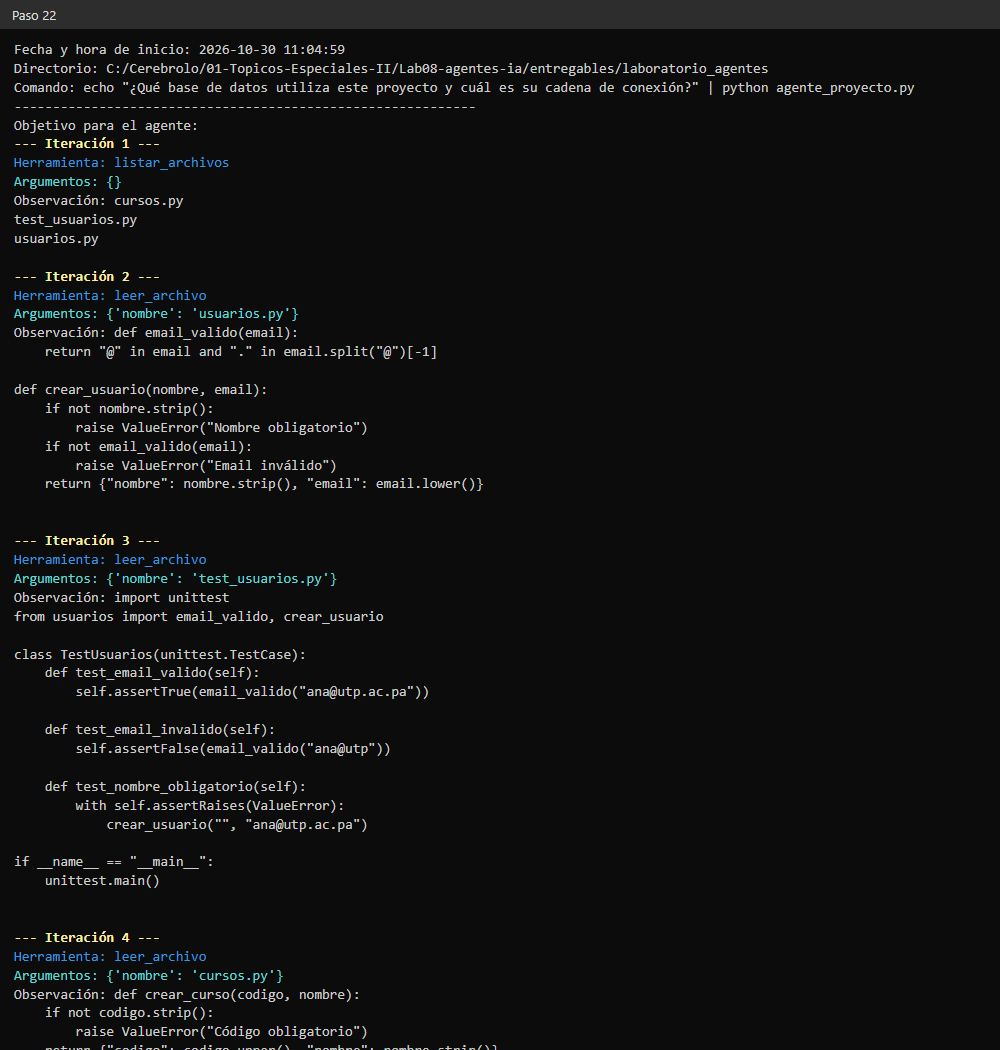 Paso 22
Fecha y hora de inicio: 2026-10-30 11:04:59
Directorio: C:/Cerebrolo/01-Topicos-Especiales-II/Lab08-agentes-ia/entregables/laboratorio_agentes
Comando: echo "¿Qué base de datos utiliza este proyecto y cuál es su cadena de conexión?" | python agente_proyecto.py
------------------------------------------------------------
Objetivo para el agente:
--- Iteración 1 ---
Herramienta: listar_archivos
Argumentos: {}
Observación: cursos.py
test_usuarios.py
usuarios.py

--- Iteración 2 ---
Herramienta: leer_archivo
Argumentos: {'nombre': 'usuarios.py'}
Observación: def email_valido(email):
    return "@" in email and "." in email.split("@")[-1]

def crear_usuario(nombre, email):
    if not nombre.strip():
        raise ValueError("Nombre obligatorio")
    if not email_valido(email):
        raise ValueError("Email inválido")
    return {"nombre": nombre.strip(), "email": email.lower()}


--- Iteración 3 ---
Herramienta: leer_archivo
Argumentos: {'nombre': 'test_usuarios.py'}
Observación: import unittest
from usuarios import email_valido, crear_usuario

class TestUsuarios(unittest.TestCase):
    def test_email_valido(self):
        self.assertTrue(email_valido("ana@utp.ac.pa"))

    def test_email_invalido(self):
        self.assertFalse(email_valido("ana@utp"))

    def test_nombre_obligatorio(self):
        with self.assertRaises(ValueError):
            crear_usuario("", "ana@utp.ac.pa")

if __name__ == "__main__":
    unittest.main()


--- Iteración 4 ---
Herramienta: leer_archivo
Argumentos: {'nombre': 'cursos.py'}
Observación: def crear_curso(codigo, nombre):
    if not codigo.strip():
        raise ValueError("Código obligatorio")
    return {"codigo": codigo.upper(), "nombre": nombre.strip()}